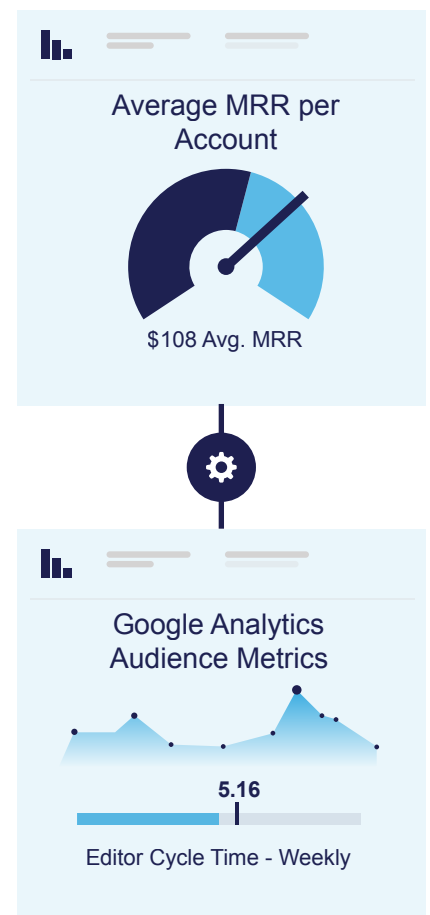 Average MRR per
Account
$108 Avg. MRR
Google Analytics
Audience Metrics
5.16
Editor Cycle Time - Weekly